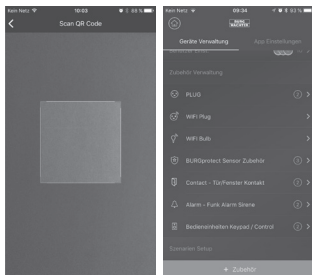 Kein Netz
10:03
88 %
Scan QR Code
Kein Netz
09:34
93 %
BURG
WÄCHTER
Geräte Verwaltung
App Einstellungen
Zubehör Verwaltung
PLUG
WiFi Plug
WiFi Bulb
BURGprotect Sensor Zubehör
Contact - Tür/Fenster Kontakt
Alarm - Funk Alarm Sirene
Bedieneinheiten Keypad / Control
Szenarien Setup
+ Zubehör